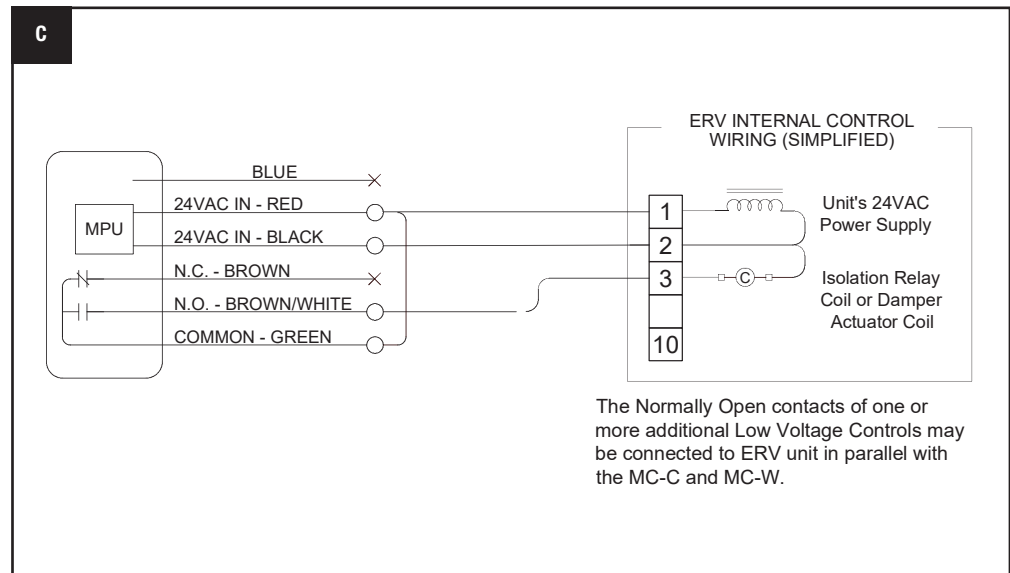 C
ERV INTERNAL CONTROL
WIRING (SIMPLIFIED)
BLUE
24VAC IN - RED
MPU
24VAC IN - BLACK
N.C. - BROWN
N.O. - BROWN/WHITE
COMMON - GREEN
1
2
3
10
Unit's 24VAC
Power Supply
C
Isolation Relay
Coil or Damper
Actuator Coil
The Normally Open contacts of one or
more additional Low Voltage Controls may
be connected to ERV unit in parallel with
the MC-C and MC-W.